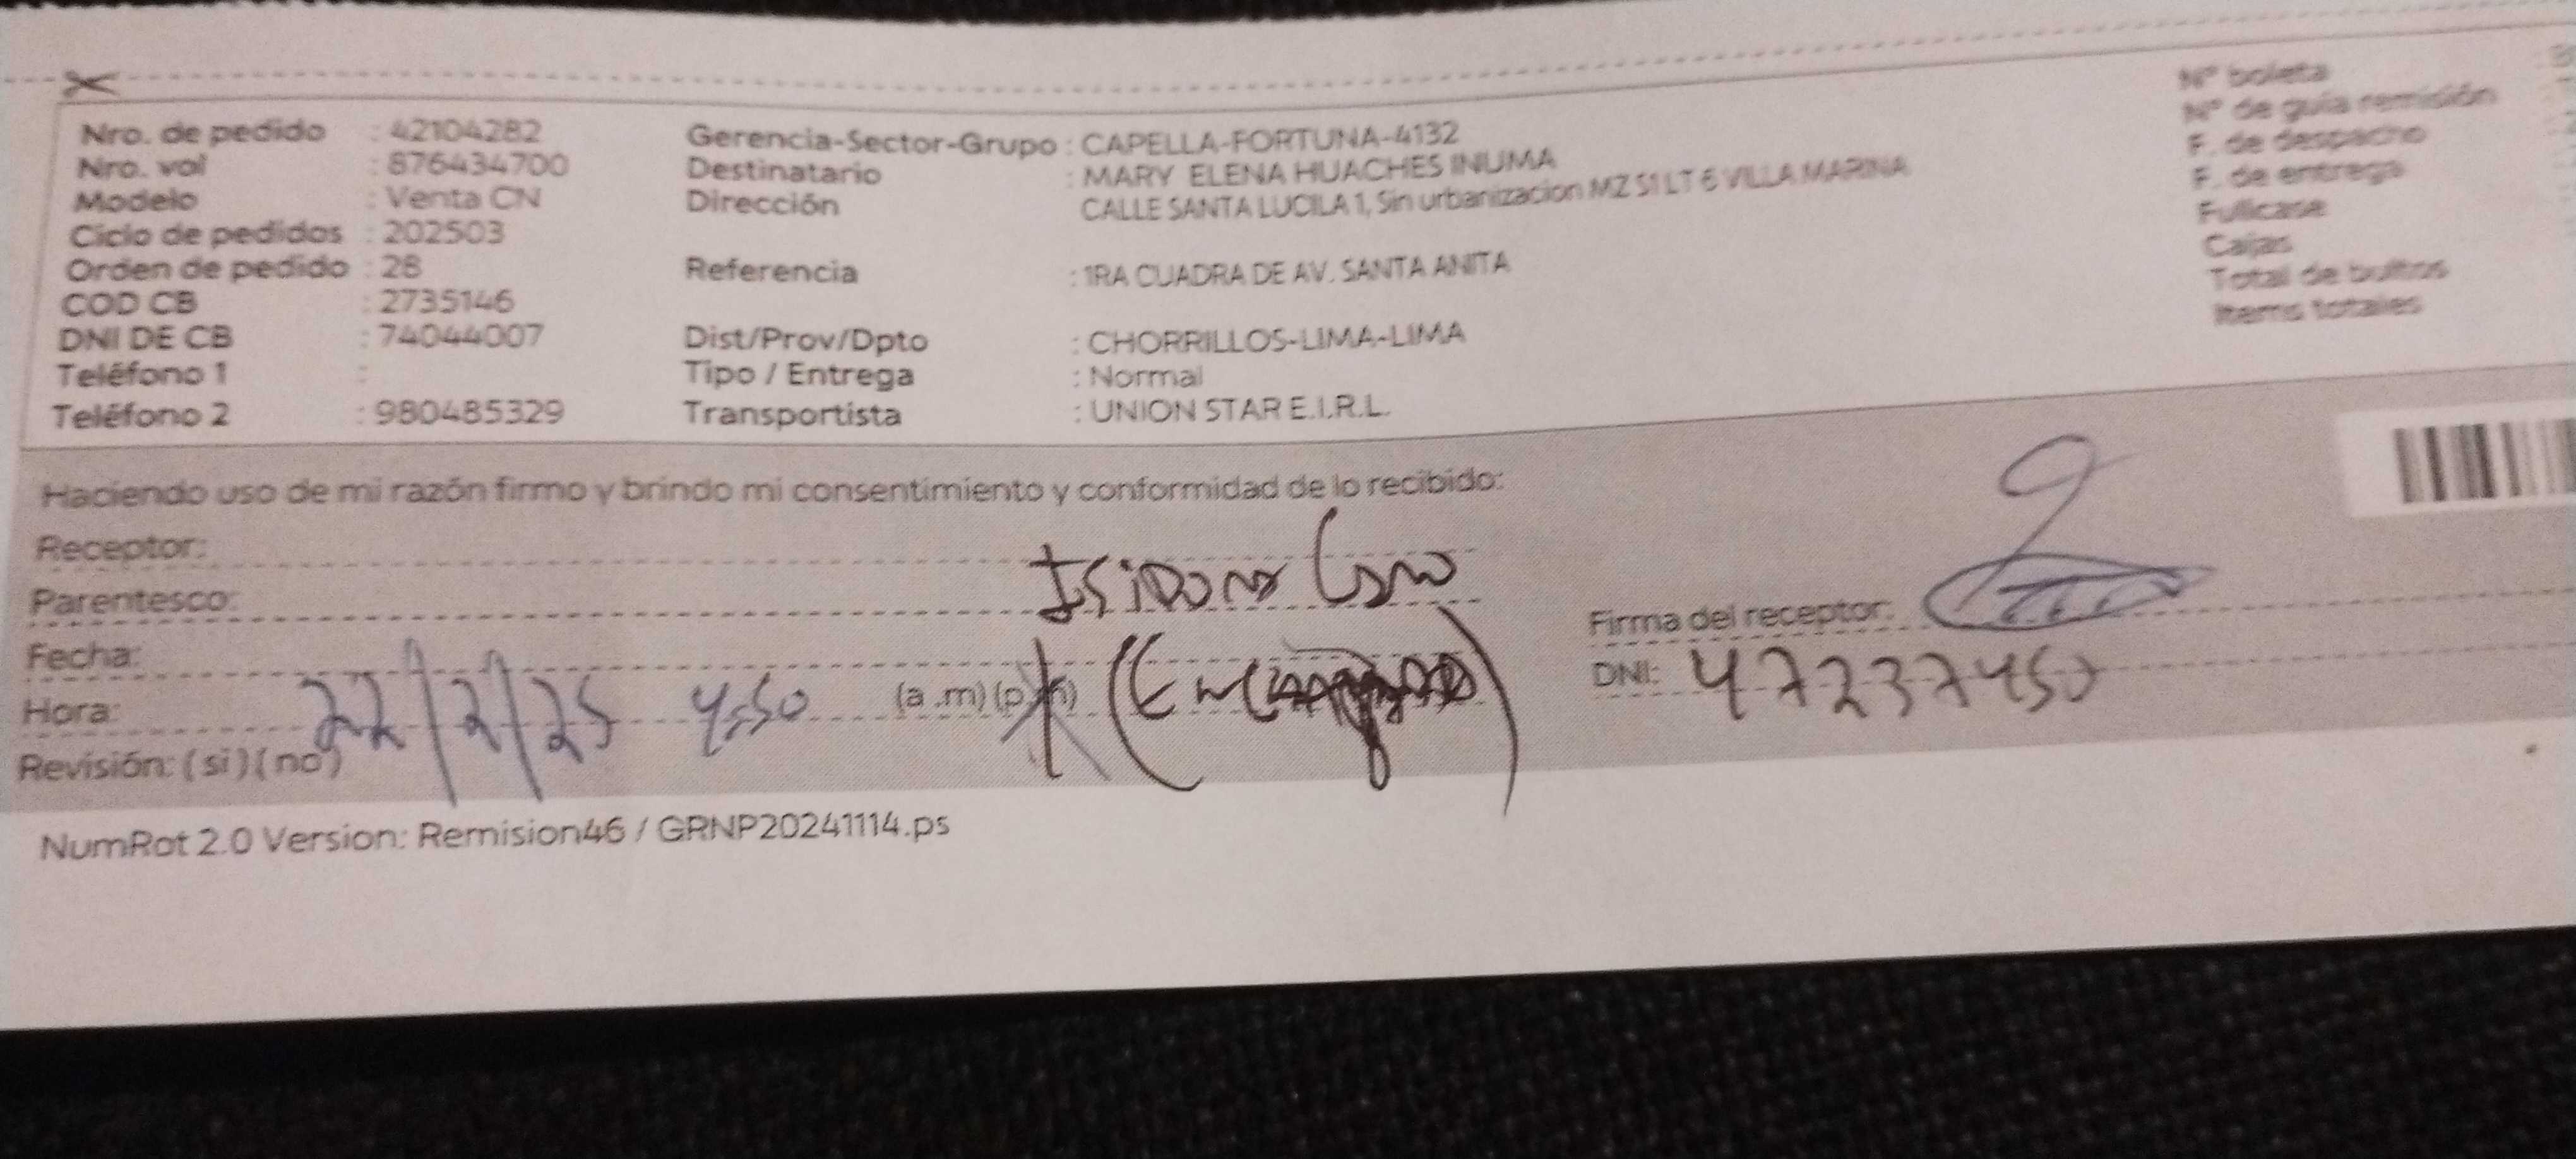 Nro. de pedido : 42104282
Nro. vol : 876434700
Modelo : Venta CN
Ciclo de pedidos : 202503
Orden de pedido : 28
COD CB : 2735146
DNI DE CB : 74044007
Teléfono 1 :
Teléfono 2 : 980485329
Gerencia-Sector-Grupo : CAPELLA-FORTUNA-4132
Destinatario : MARY ELENA HUACHES INUMA
Dirección CALLE SANTA LUCILA 1, Sin urbanizacion MZ S1 LT 6 VILLA MARINA
Referencia : 1RA CUADRA DE AV. SANTA ANITA
Dist/Prov/Dpto : CHORRILLOS-LIMA-LIMA
Tipo / Entrega : Normal
Transportista : UNION STAR E.I.R.L.
N° boleta
N° de guia remisión
F. de despacho
F. de entrega
Fullcase
Cajas
Total de bultos
Items totales
Haciendo uso de mi razón firmo y brindo mi consentimiento y conformidad de lo recibido:
Receptor:
Parentesco:
Fecha:
Hora: 22/2/25 4:50 (a .m) (p.m)
Revisión: ( si ) ( no )
Firma del receptor:
DNI: 47237450
NumRot 2.0 Version: Remision46 / GRNP20241114.ps